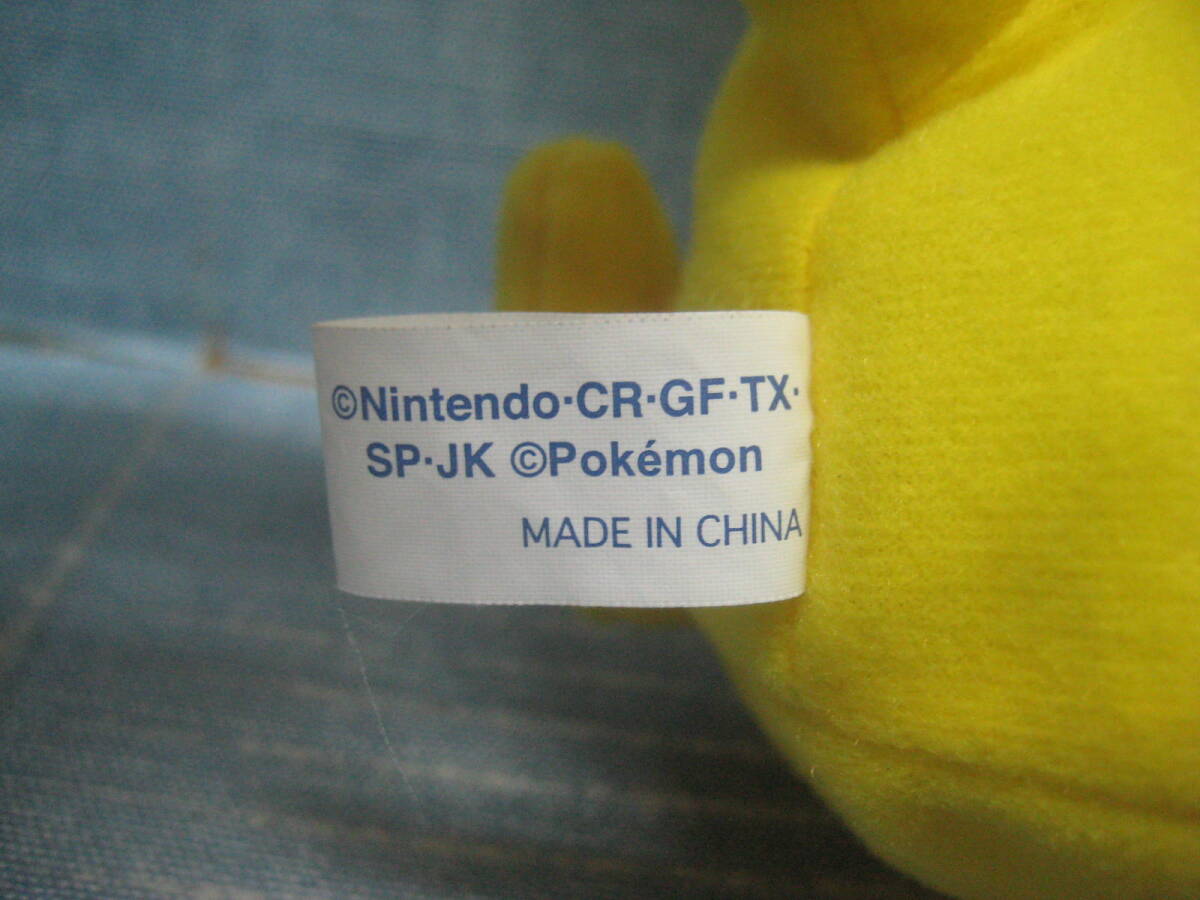 ©Nintendo·CR·GF·TX·
SP·JK ©Pokémon
MADE IN CHINA